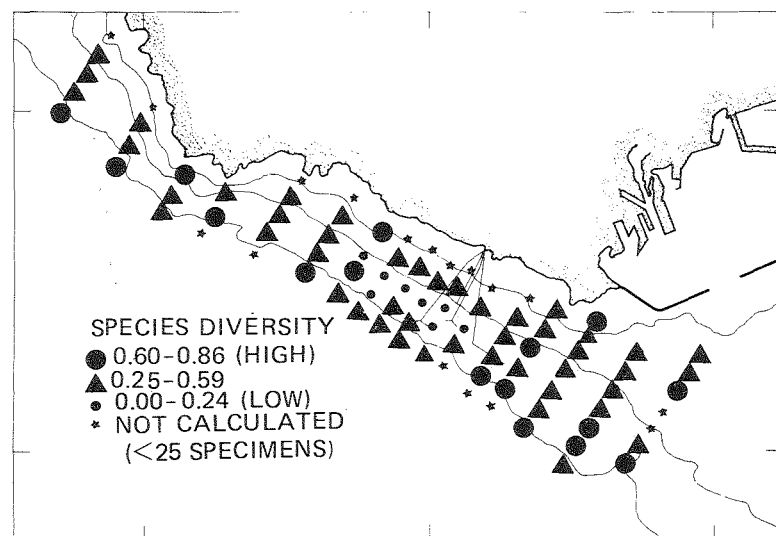 SPECIES DIVERSITY
0.60-0.86 (HIGH)
0.25-0.59
0.00-0.24 (LOW)
NOT CALCULATED
(<25 SPECIMENS)